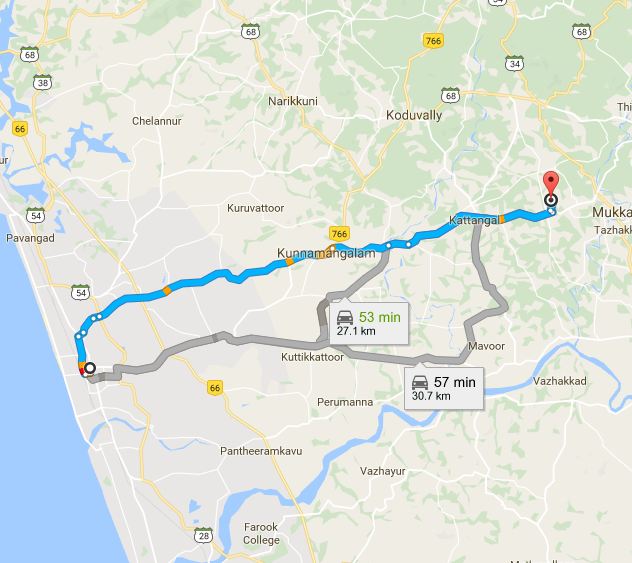 68
68
68
766
34
38
68
Narikkuni
Koduvally
Chelannur
66
54
Kuruvattoor
Pavangad
Kattangal
Mukka
Tazhakk
766
Kunnamangalam
54
53 min
27.1 km
Kuttikkattoor
Mavoor
57 min
30.7 km
Vazhakkad
66
Perumanna
Pantheeramkavu
Vazhayur
Farook
College
28